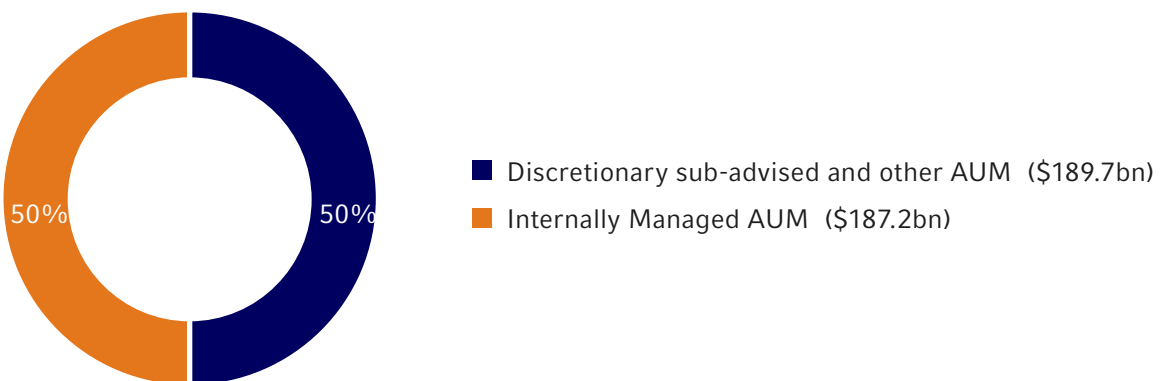 Discretionary sub-advised and other AUM ($189.7bn)
50%
50%
Internally Managed AUM ($187.2bn)